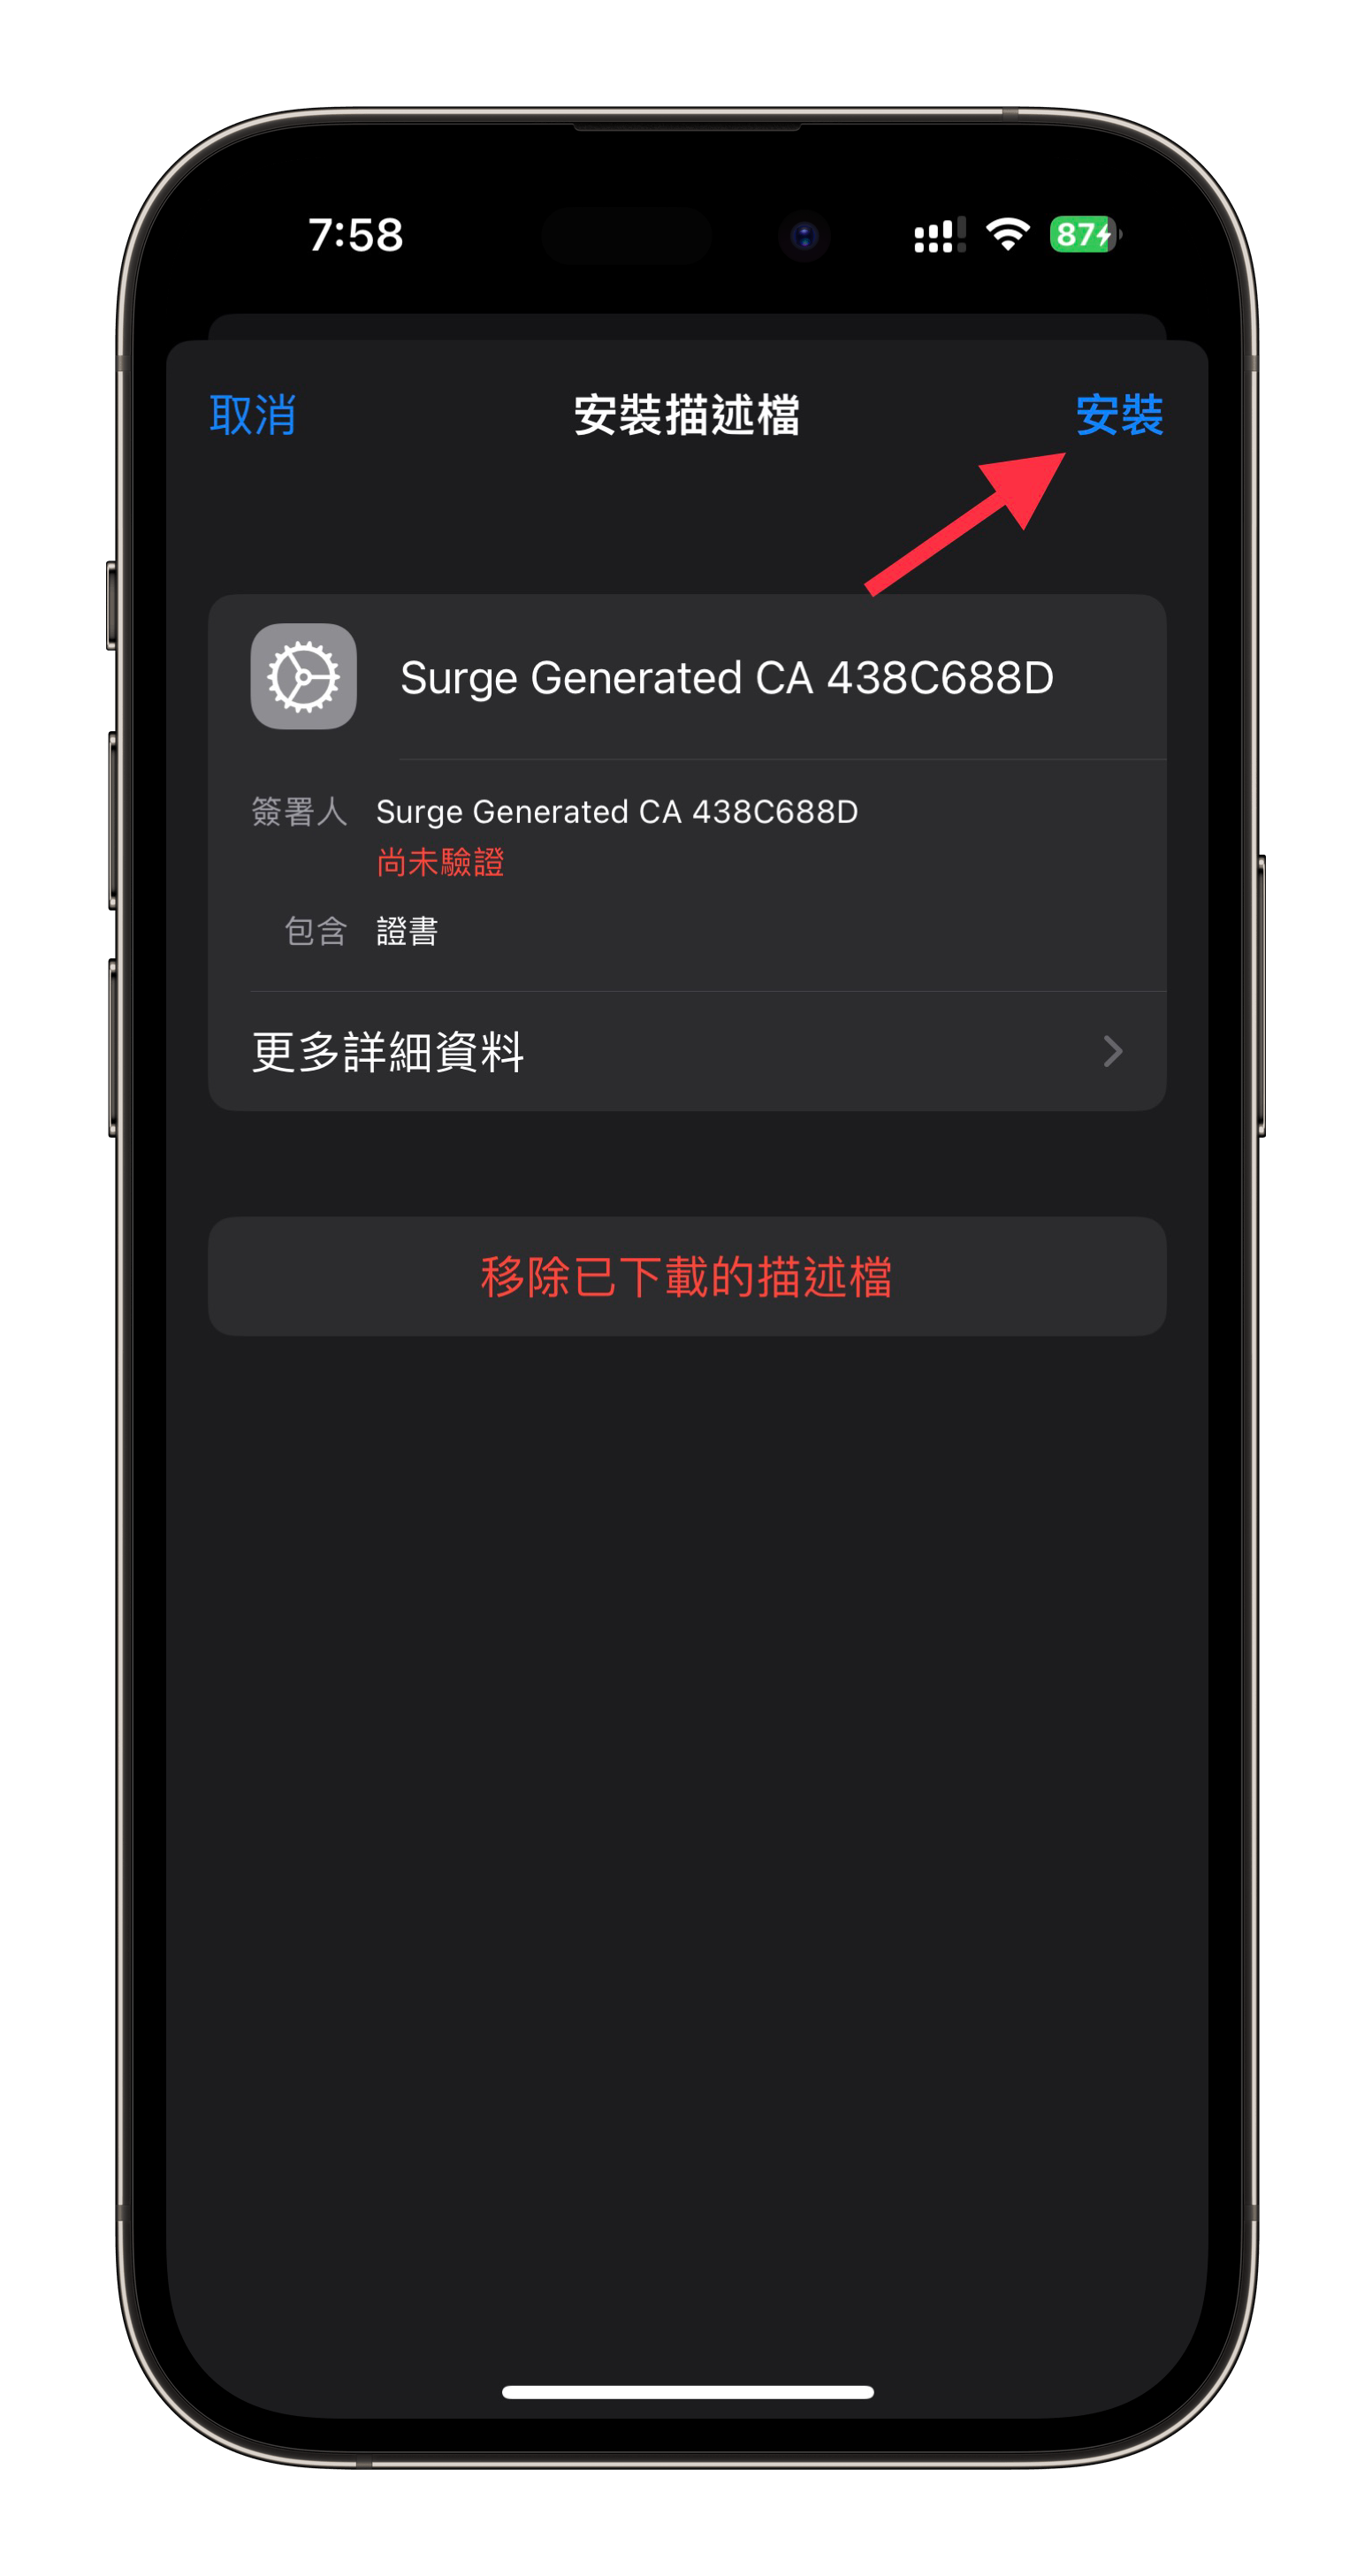 7:58
87
取消
安裝描述檔
安裝
Surge Generated CA 438C688D
簽署人 Surge Generated CA 438C688D
尚未驗證
包含 證書
更多詳細資料
移除已下載的描述檔